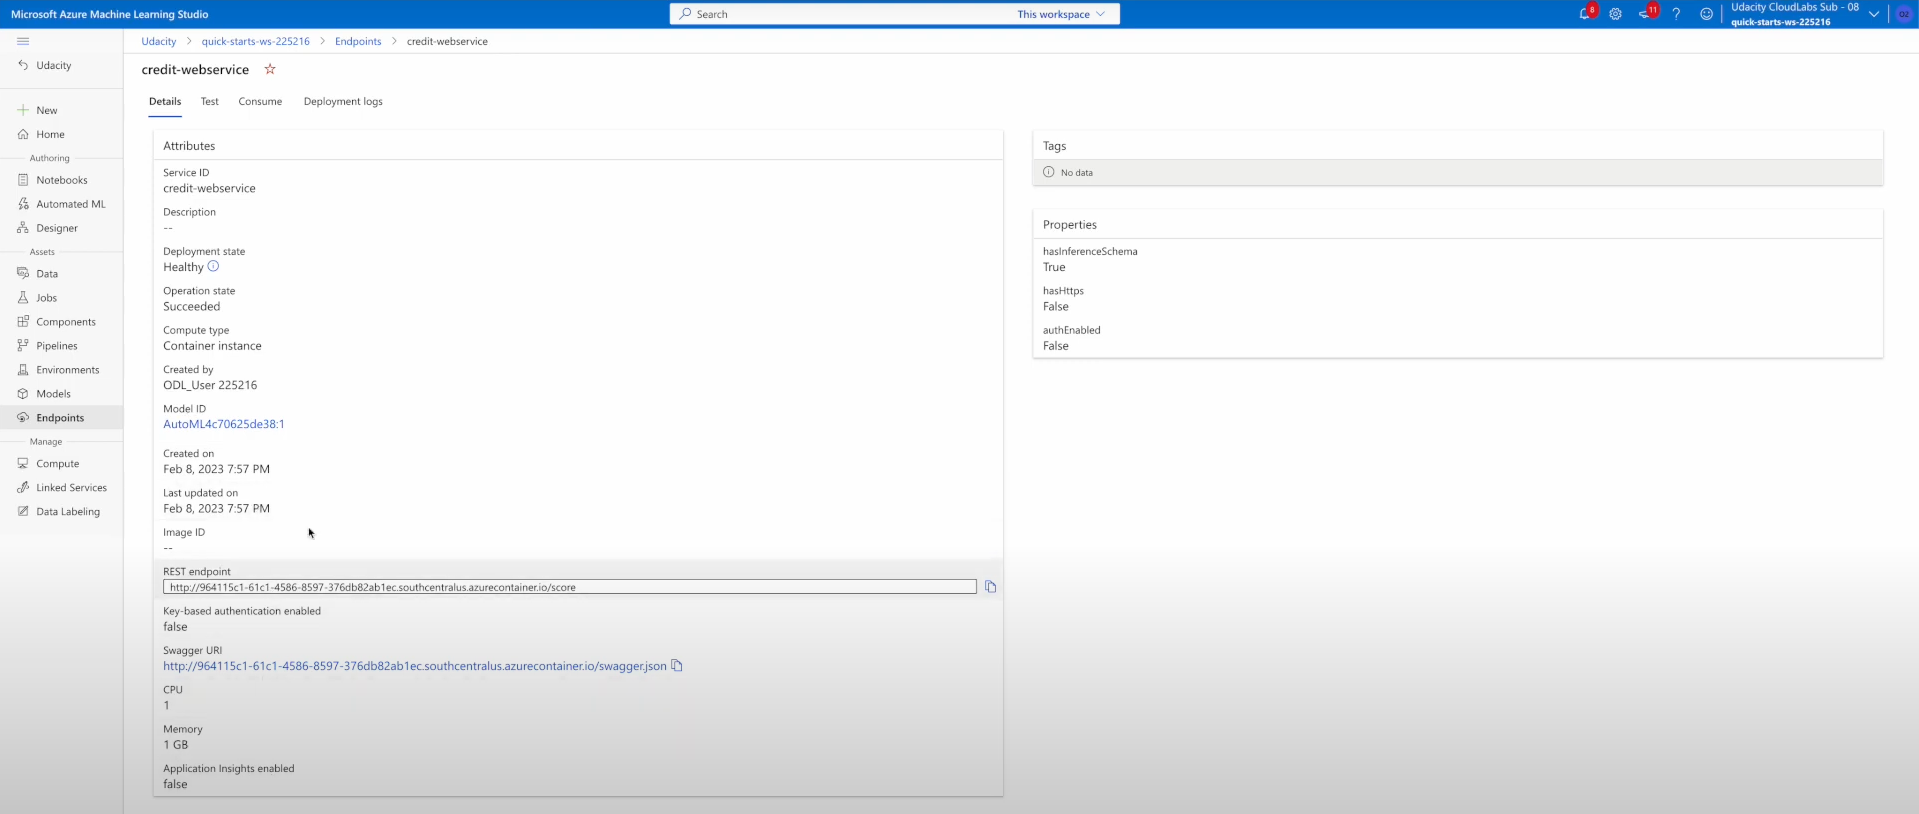 Microsoft Azure Machine Learning Studio
Search
This workspace
8
11
?
Udacity CloudLabs Sub - 08
quick-starts-ws-225216
OZ
Udacity
New
Home
Authoring
Notebooks
Automated ML
Designer
Assets
Data
Jobs
Components
Pipelines
Environments
Models
Endpoints
Manage
Compute
Linked Services
Data Labeling
Udacity > quick-starts-ws-225216 > Endpoints > credit-webservice
credit-webservice
Details Test Consume Deployment logs
Attributes
Service ID
credit-webservice
Description
--
Deployment state
Healthy
Operation state
Succeeded
Compute type
Container instance
Created by
ODL_User 225216
Model ID
AutoML4c70625de38:1
Created on
Feb 8, 2023 7:57 PM
Last updated on
Feb 8, 2023 7:57 PM
Image ID
--
REST endpoint
http://964115c1-61c1-4586-8597-376db82ab1ec.southcentralus.azurecontainer.io/score
Key-based authentication enabled
false
Swagger URI
http://964115c1-61c1-4586-8597-376db82ab1ec.southcentralus.azurecontainer.io/swagger.json
CPU
1
Memory
1 GB
Application Insights enabled
false
Tags
No data
Properties
hasInferenceSchema
True
hasHttps
False
authEnabled
False